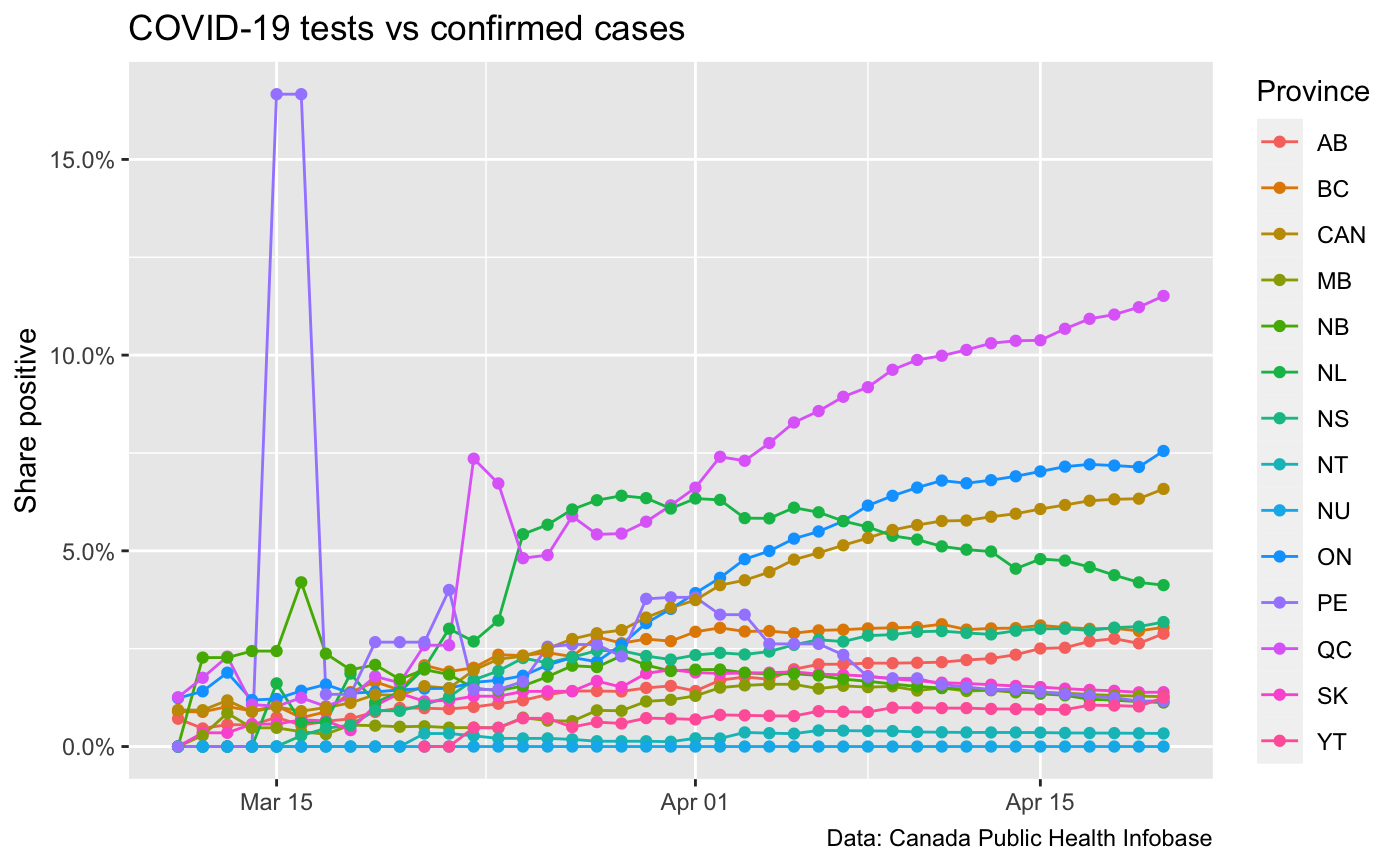 COVID-19 tests vs confirmed cases
Share positive
15.0%
10.0%
5.0%
0.0%
Mar 15
Apr 01
Apr 15
Province
AB
BC
CAN
MB
NB
NL
NS
NT
NU
ON
PE
QC
SK
YT
Data: Canada Public Health Infobase